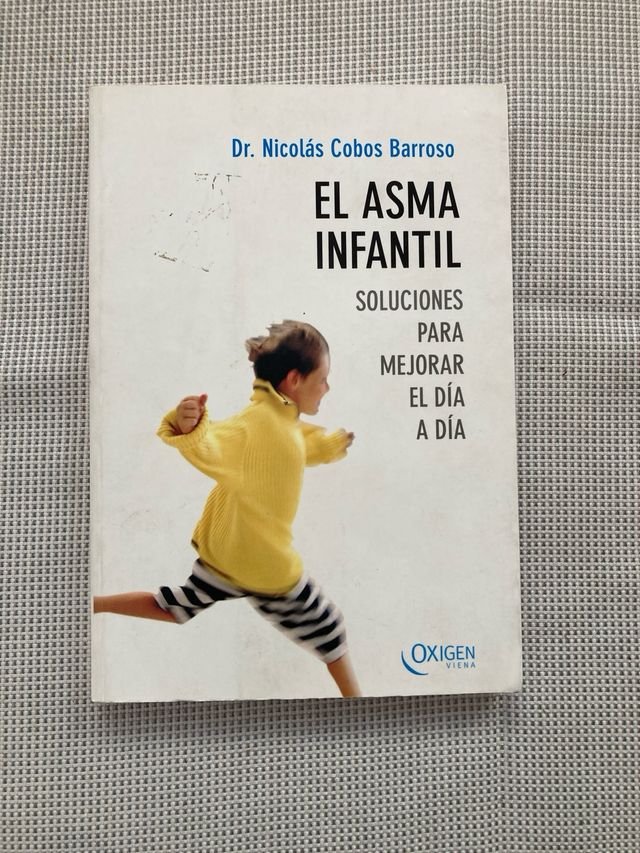 Dr. Nicolás Cobos Barroso
EL ASMA
INFANTIL
SOLUCIONES
PARA
MEJORAR
EL DÍA
A DÍA
OXIGEN
VIENA